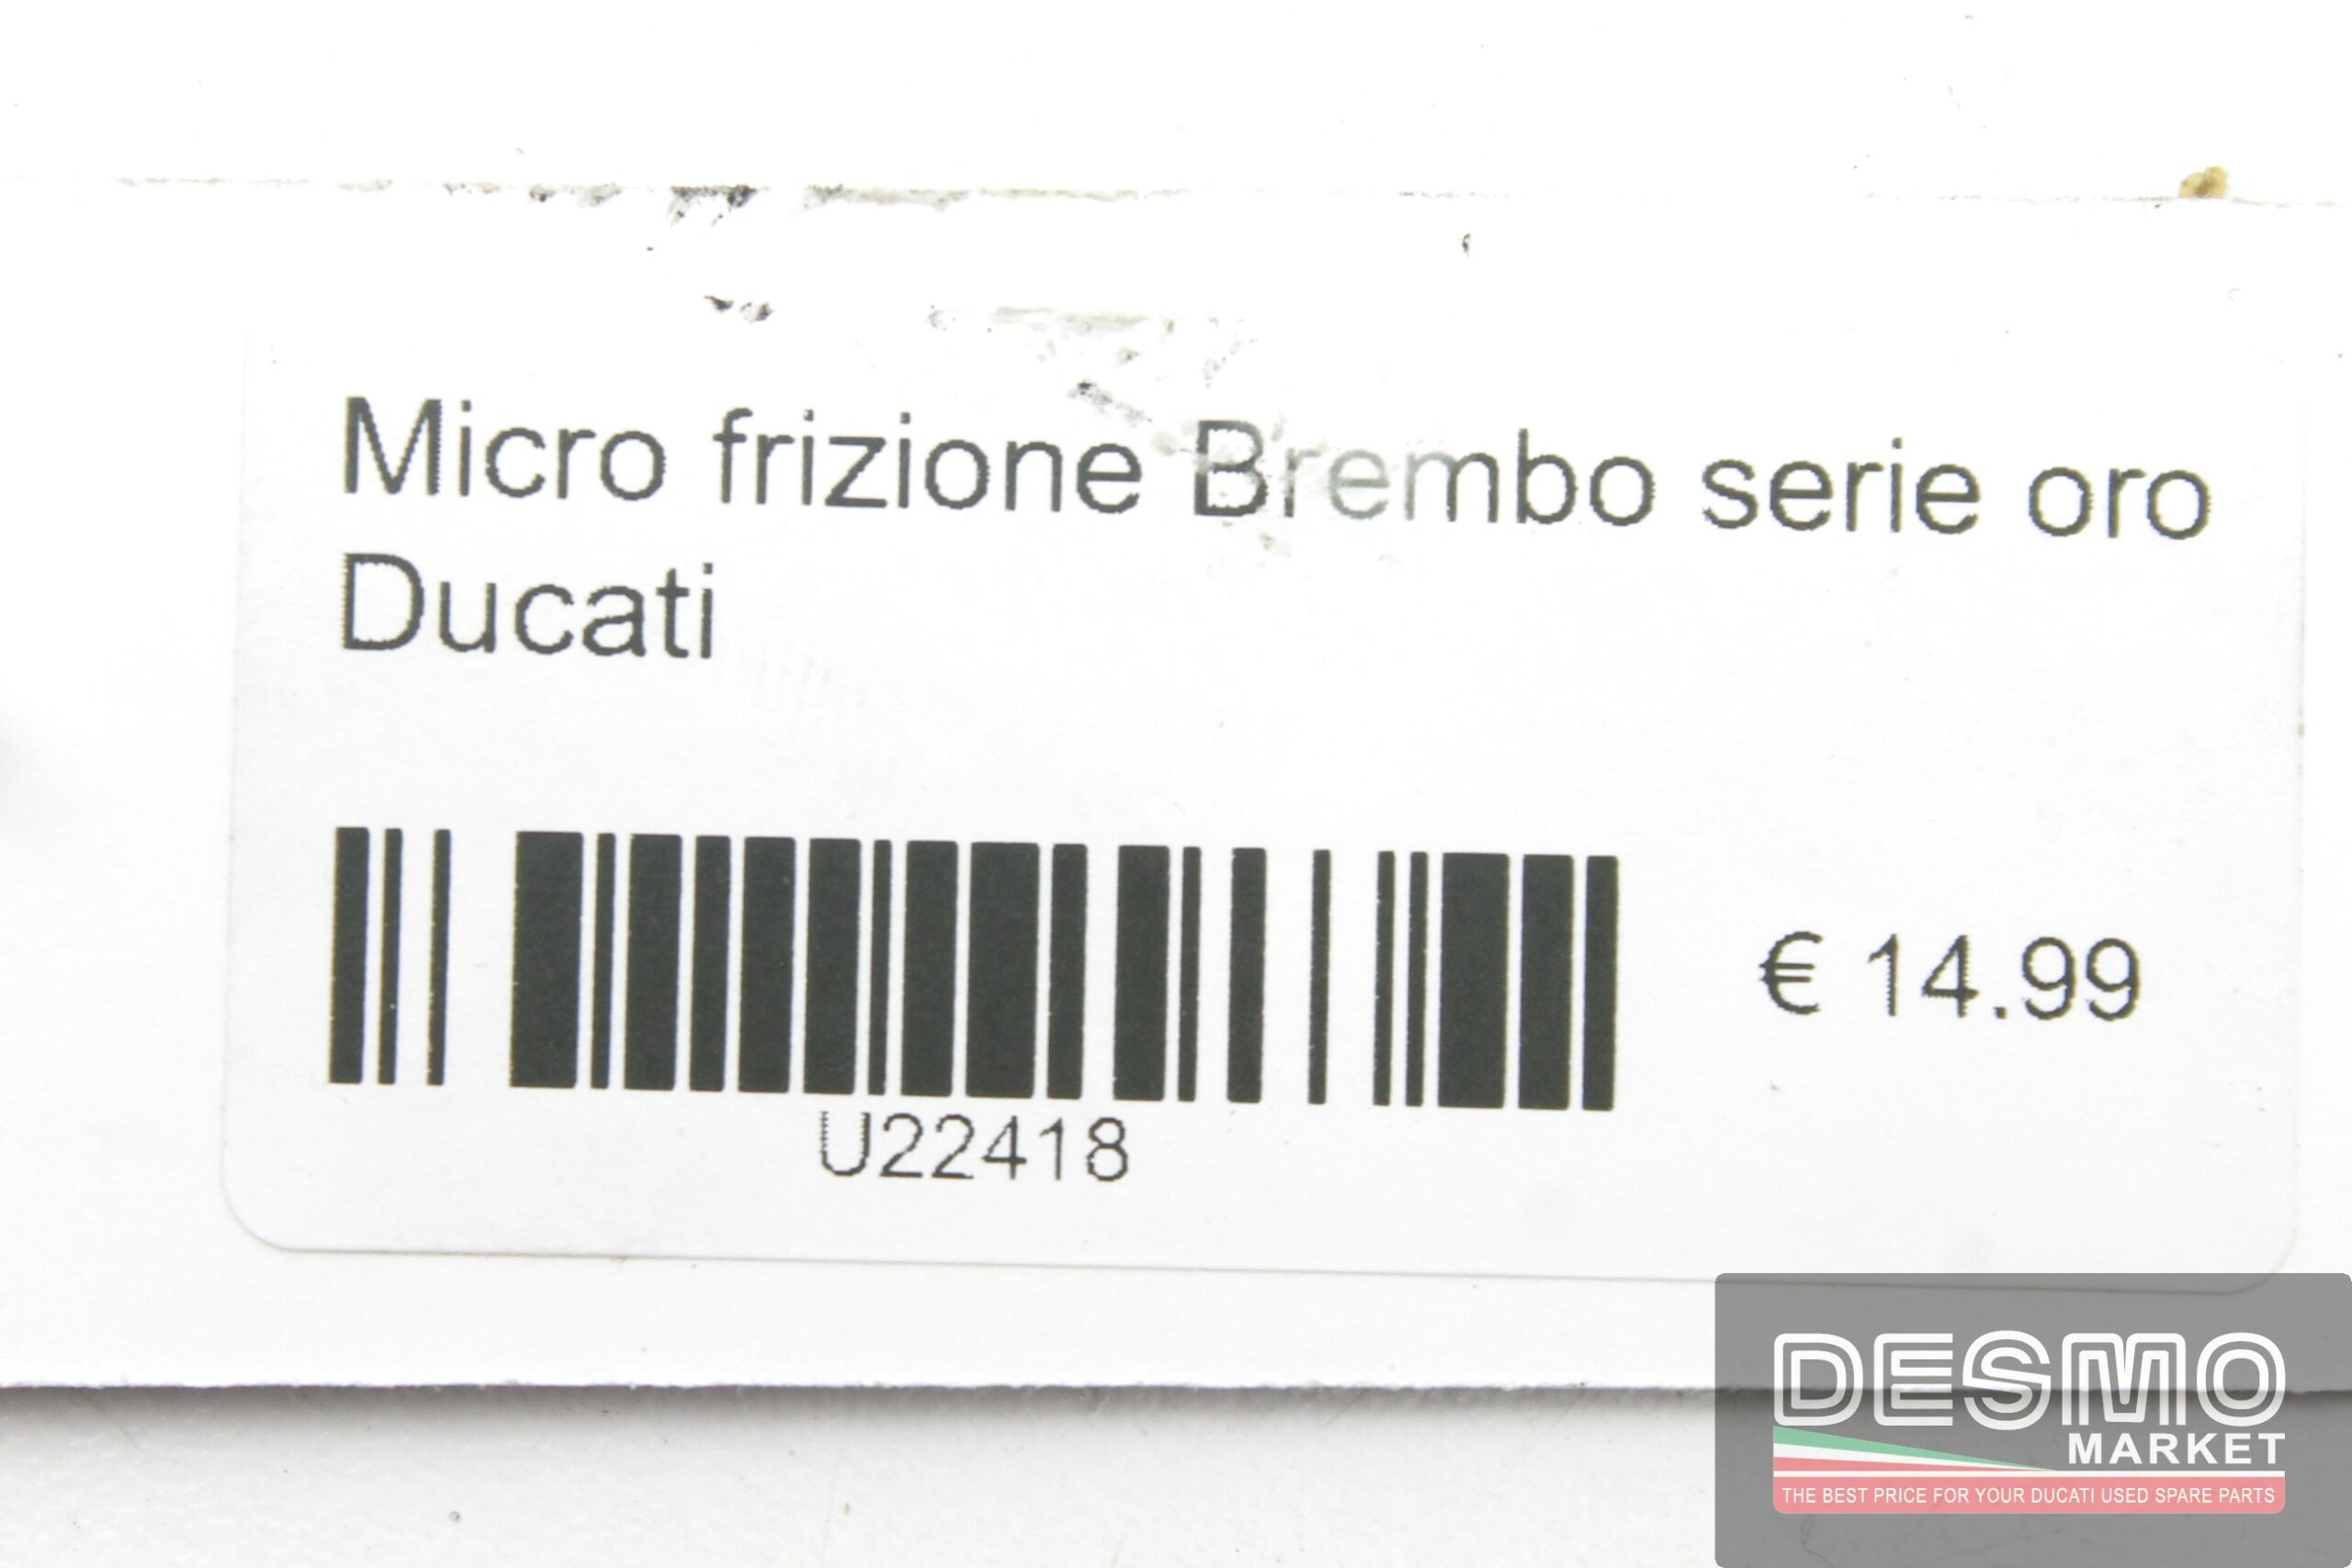 Micro frizione Brembo serie oro
Ducati
€ 14.99
U22418
DESMO
MARKET
THE BEST PRICE FOR YOUR DUCATI USED SPARE PARTS